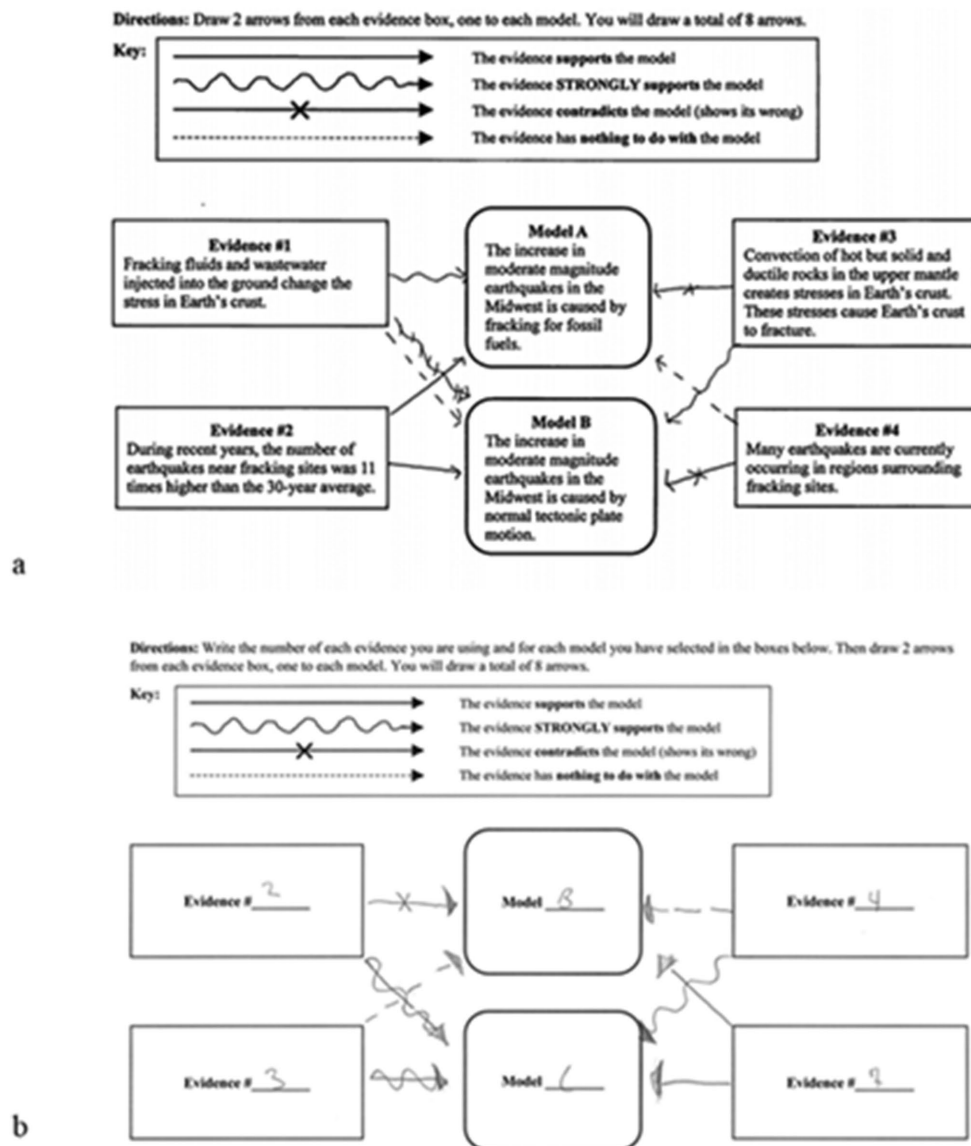 Directions: Draw 2 arrows from each evidence box, one to each model. You will draw a total of 8 arrows.
Key:
The evidence supports the model
The evidence STRONGLY supports the model
The evidence contradicts the model (shows its wrong)
The evidence has nothing to do with the model
Evidence #1
Fracking fluids and wastewater
injected into the ground change the
stress in Earth's crust.
Model A
The increase in
moderate magnitude
earthquakes in the
Midwest is caused by
fracking for fossil
fuels.
Evidence #3
Convection of hot but solid and
ductile rocks in the upper mantle
creates stresses in Earth's crust.
These stresses cause Earth's crust
to fracture.
Evidence #2
During recent years, the number of
earthquakes near fracking sites was 11
times higher than the 30-year average.
Model B
The increase in
moderate magnitude
earthquakes in the
Midwest is caused by
normal tectonic plate
motion.
Evidence #4
Many earthquakes are currently
occurring in regions surrounding
fracking sites.
a
Directions: Write the number of each evidence you are using and for each model you have selected in the boxes below. Then draw 2 arrows
from each evidence box, one to each model. You will draw a total of 8 arrows.
Key:
The evidence supports the model
The evidence STRONGLY supports the model
The evidence contradicts the model (shows its wrong)
The evidence has nothing to do with the model
Evidence # 2
Model B
Evidence # 4
Evidence # 3
Model C
Evidence #
b